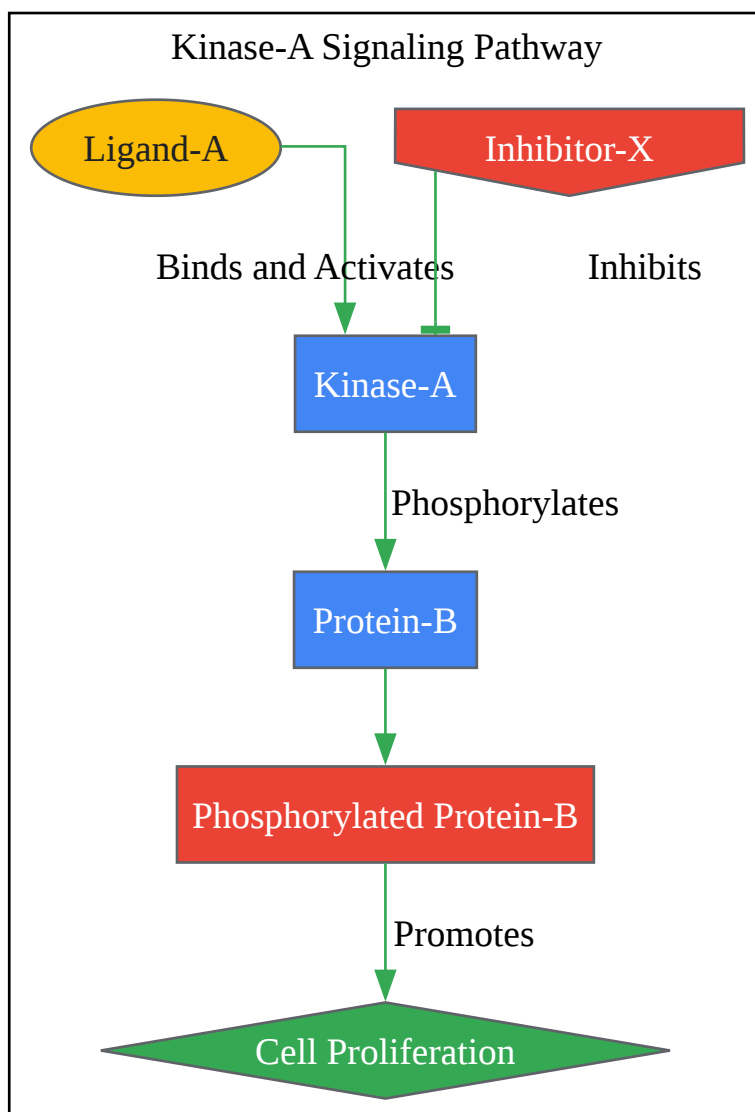 Kinase-A Signaling Pathway
Ligand-A
Inhibitor-X
Binds and Activates
Inhibits
Kinase-A
Phosphorylates
Protein-B
Phosphorylated Protein-B
Promotes
Cell Proliferation